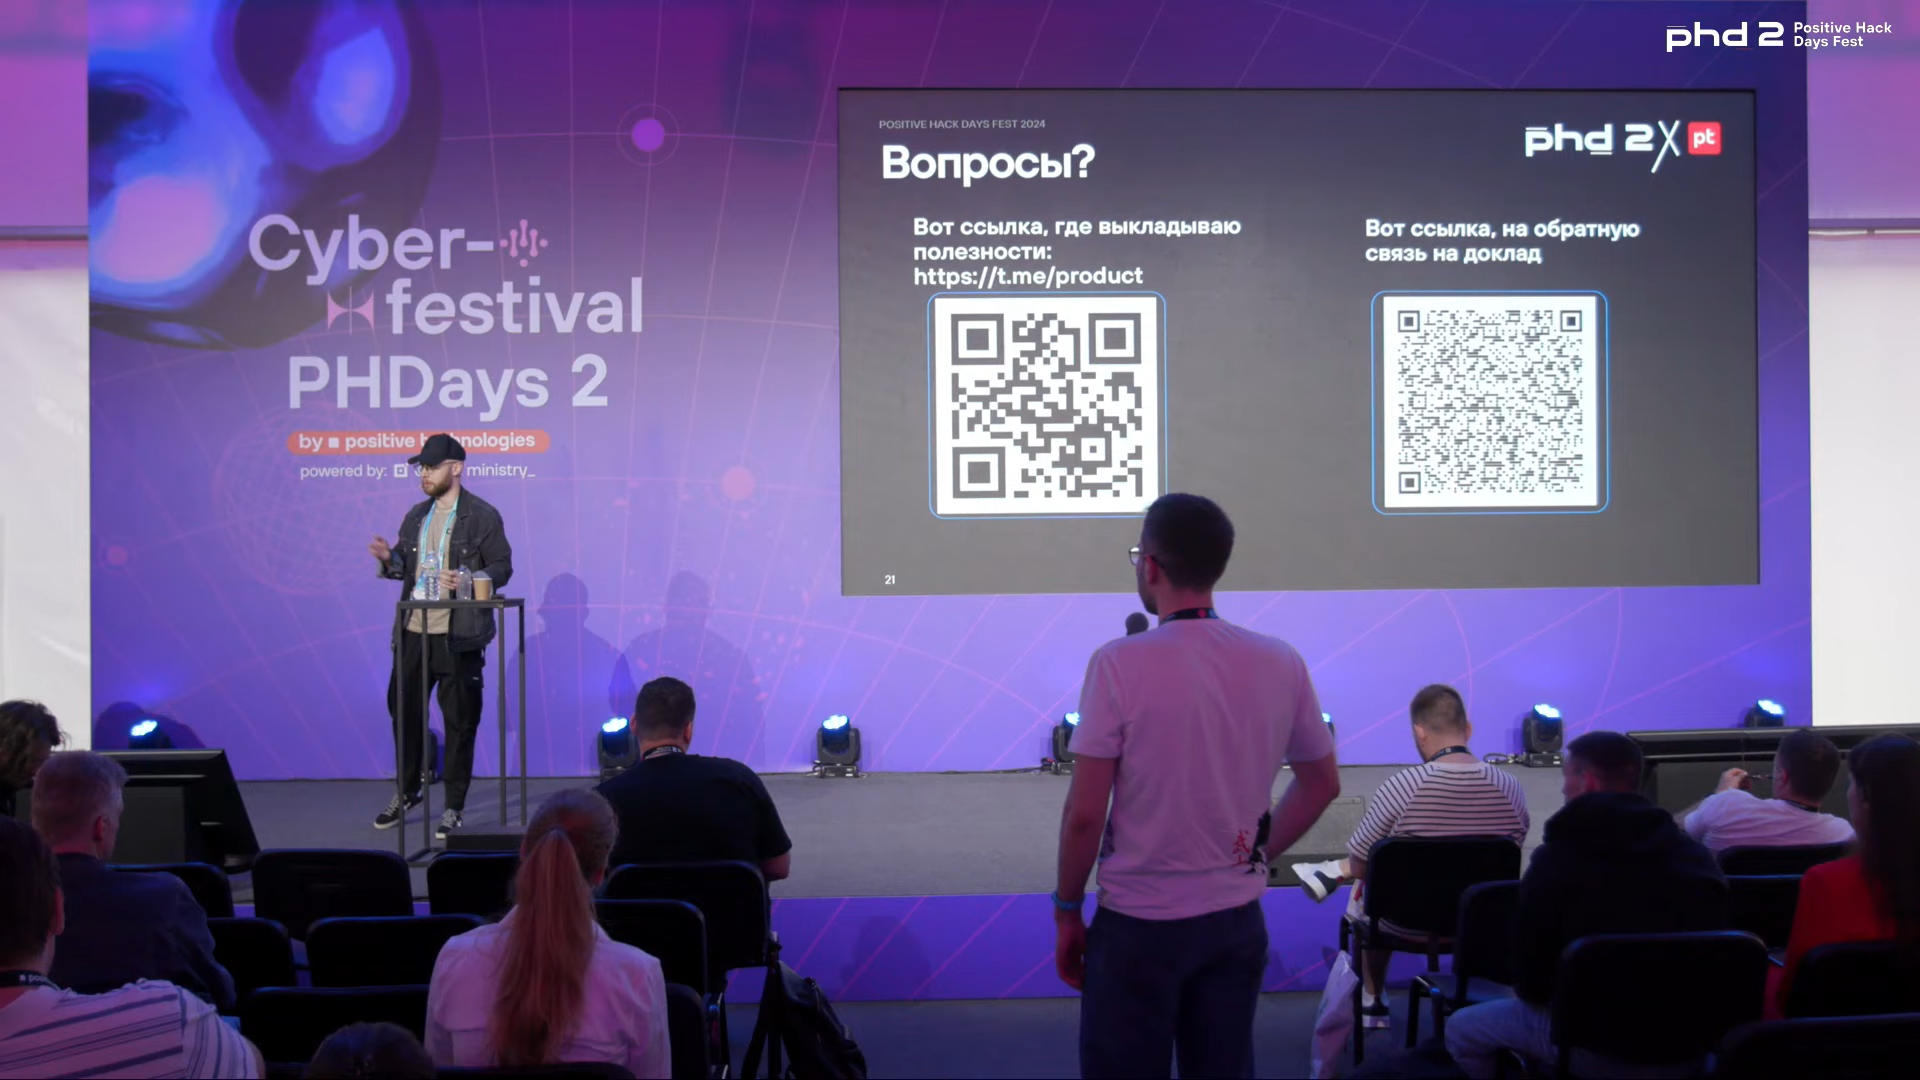 phd 2 Positive Hack
Days Fest
Cyber-
festival
PHDays 2
by positive technologies
powered by: ministry_
POSITIVE HACK DAYS FEST 2024
Вопросы?
phd 2 X pt
Вот ссылка, где выкладываю
полезности:
https://t.me/product
Вот ссылка, на обратную
связь на доклад
21